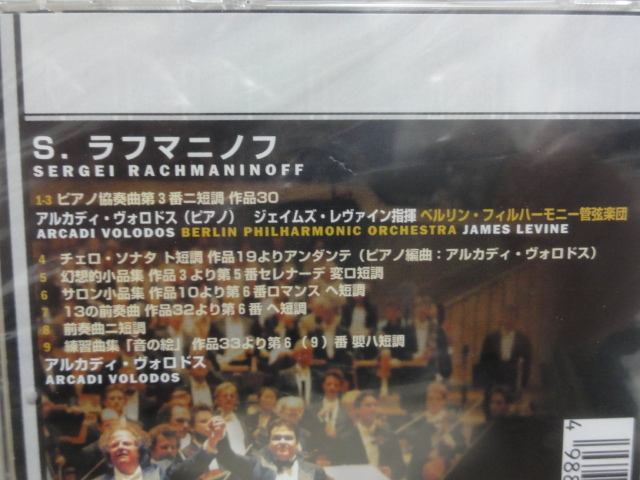 S. ラフマニノフ
SERGEI RACHMANINOFF
1-3 ピアノ協奏曲第3番ニ短調 作品30
アルカディ・ヴォロドス（ピアノ） ジェイムズ・レヴァイン指揮 ベルリン・フィルハーモニー管弦楽団
ARCADI VOLODOS BERLIN PHILHARMONIC ORCHESTRA JAMES LEVINE
4 チェロ・ソナタ ト短調 作品19よりアンダンテ（ピアノ編曲：アルカディ・ヴォロドス）
5 幻想的小品集 作品3より第5番セレナーデ 変ロ短調
6 サロン小品集 作品10より第6番ロマンス ヘ短調
7 13の前奏曲 作品32より第6番 ヘ短調
8 前奏曲ニ短調
9 練習曲集「音の絵」 作品33より第6（9）番 嬰ハ短調
アルカディ・ヴォロドス
ARCADI VOLODOS
4 988